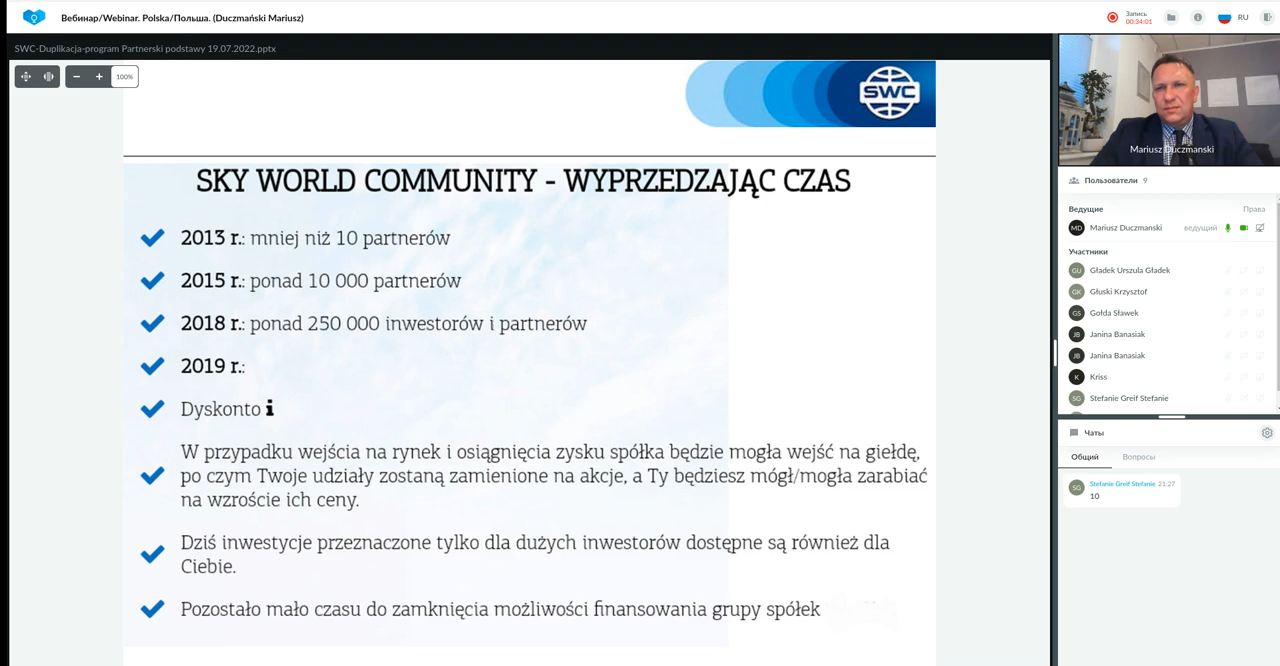 Вебинар/Webinar. Polska/Польша. (Duczmański Mariusz)
Запись
00:34:01
RU
SWC-Duplikacja-program Partnerski podstawy 19.07.2022.pptx
100%
SWC
SKY WORLD COMMUNITY - WYPRZEDZAJĄC CZAS
2013 r.: mniej niż 10 partnerów
2015 r.: ponad 10 000 partnerów
2018 r.: ponad 250 000 inwestorów i partnerów
2019 r.:
Dyskonto i
W przypadku wejścia na rynek i osiągnięcia zysku spółka będzie mogła wejść na giełdę,
po czym Twoje udziały zostaną zamienione na akcje, a Ty będziesz mógł/mogła zarabiać
na wzroście ich ceny.
Dziś inwestycje przeznaczone tylko dla dużych inwestorów dostępne są również dla
Ciebie.
Pozostało mało czasu do zamknięcia możliwości finansowania grupy spółek
Mariusz Duczmanski
Пользователи 9
Ведущие Права
MD Mariusz Duczmanski ведущий
Участники
GU Gładek Urszula Gładek
GK Głuski Krzysztof
GS Gołda Sławek
JB Janina Banasiak
JB Janina Banasiak
K Kriss
SG Stefanie Greif Stefanie
Чаты
Общий Вопросы
SG Stefanie Greif Stefanie 21:27
10